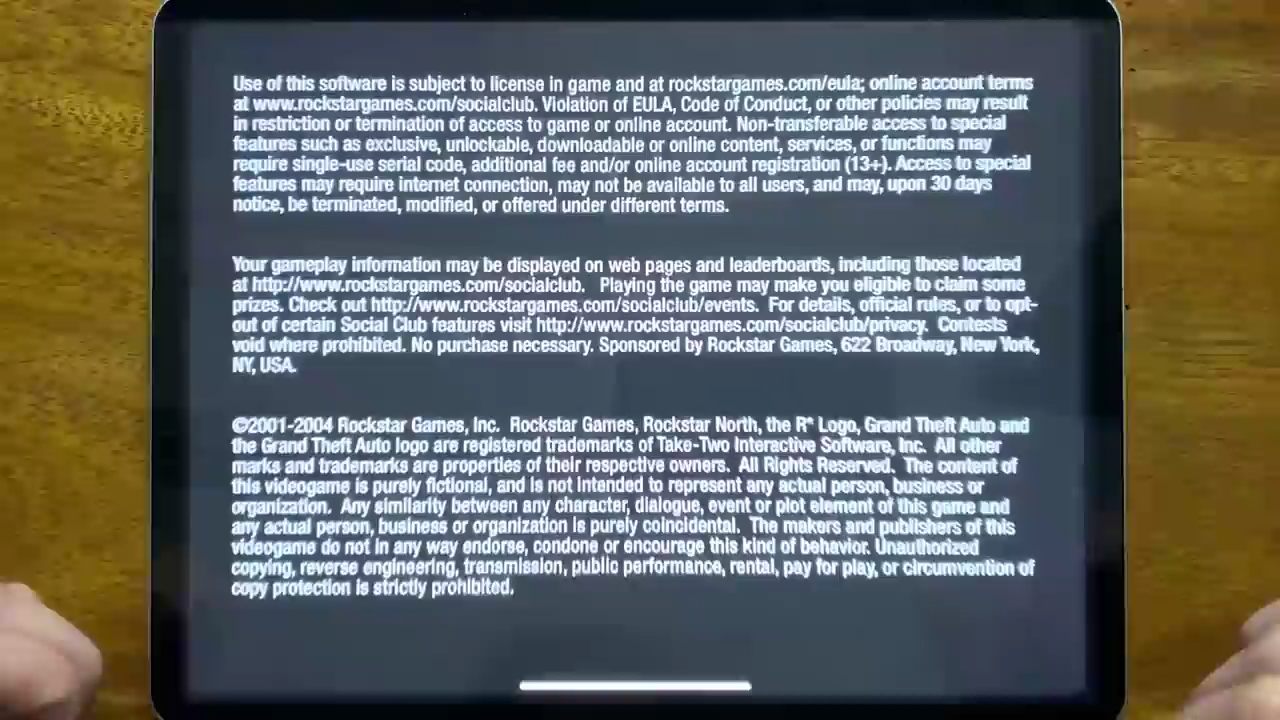 Use of this software is subject to license in game and at rockstargames.com/eula; online account terms
at www.rockstargames.com/socialclub. Violation of EULA, Code of Conduct, or other policies may result
in restriction or termination of access to game or online account. Non-transferable access to special
features such as exclusive, unlockable, downloadable or online content, services, or functions may
require single-use serial code, additional fee and/or online account registration (13+). Access to special
features may require internet connection, may not be available to all users, and may, upon 30 days
notice, be terminated, modified, or offered under different terms.
Your gameplay information may be displayed on web pages and leaderboards, including those located
at http://www.rockstargames.com/socialclub. Playing the game may make you eligible to claim some
prizes. Check out http://www.rockstargames.com/socialclub/events. For details, official rules, or to opt-
out of certain Social Club features visit http://www.rockstargames.com/socialclub/privacy. Contests
void where prohibited. No purchase necessary. Sponsored by Rockstar Games, 622 Broadway, New York,
NY, USA.
©2001-2004 Rockstar Games, Inc. Rockstar Games, Rockstar North, the R* Logo, Grand Theft Auto and
the Grand Theft Auto logo are registered trademarks of Take-Two Interactive Software, Inc. All other
marks and trademarks are properties of their respective owners. All Rights Reserved. The content of
this videogame is purely fictional, and is not intended to represent any actual person, business or
organization. Any similarity between any character, dialogue, event or plot element of this game and
any actual person, business or organization is purely coincidental. The makers and publishers of this
videogame do not in any way endorse, condone or encourage this kind of behavior. Unauthorized
copying, reverse engineering, transmission, public performance, rental, pay for play, or circumvention of
copy protection is strictly prohibited.